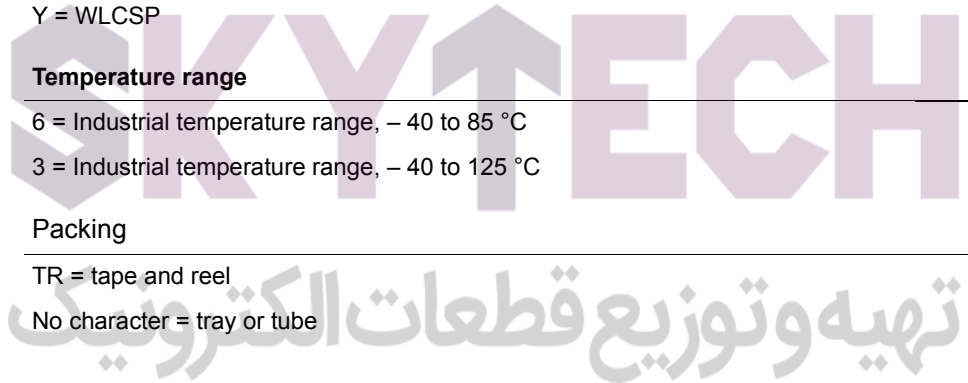 Y = WLCSP
SKYTECH
Temperature range
6 = Industrial temperature range, – 40 to 85 °C
3 = Industrial temperature range, – 40 to 125 °C
Packing
TR = tape and reel
No character = tray or tube
تهیه و توزیع قطعات الکترونیک